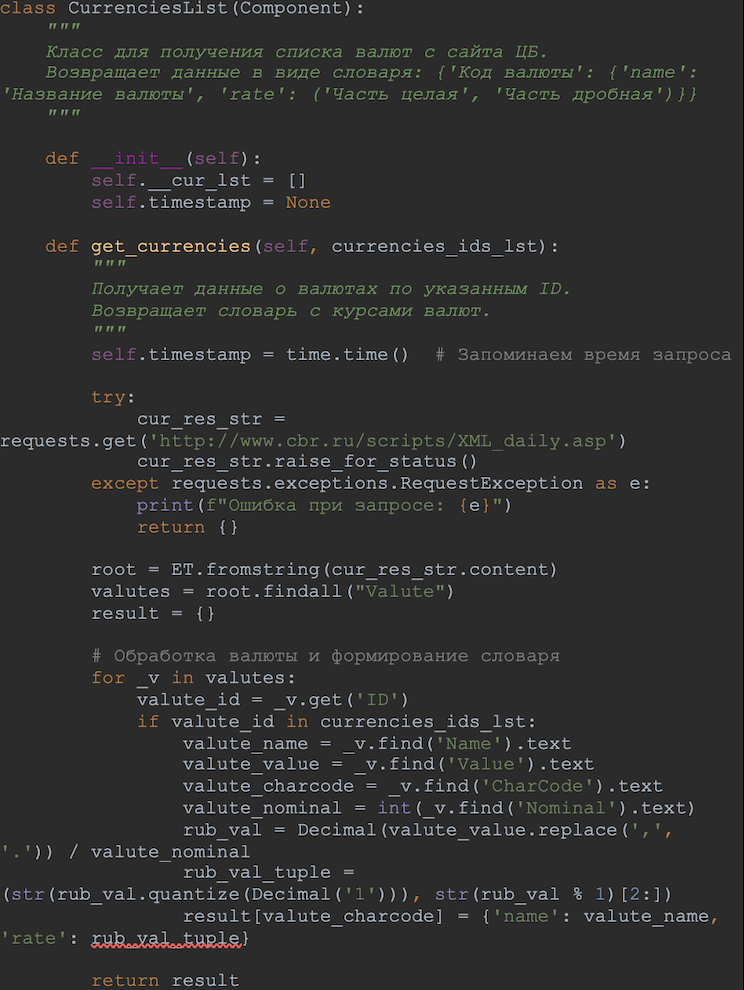 class CurrenciesList(Component):
    """
    Класс для получения списка валют с сайта ЦБ.
    Возвращает данные в виде словаря: {'Код валюты': {'name':
'Название валюты', 'rate': ('Часть целая', 'Часть дробная')}}
    """

    def __init__(self):
        self.__cur_lst = []
        self.timestamp = None

    def get_currencies(self, currencies_ids_lst):
        """
        Получает данные о валютах по указанным ID.
        Возвращает словарь с курсами валют.
        """
        self.timestamp = time.time()  # Запоминаем время запроса

        try:
            cur_res_str =
requests.get('http://www.cbr.ru/scripts/XML_daily.asp')
            cur_res_str.raise_for_status()
        except requests.exceptions.RequestException as e:
            print(f"Ошибка при запросе: {e}")
            return {}

        root = ET.fromstring(cur_res_str.content)
        valutes = root.findall("Valute")
        result = {}

        # Обработка валюты и формирование словаря
        for _v in valutes:
            valute_id = _v.get('ID')
            if valute_id in currencies_ids_lst:
                valute_name = _v.find('Name').text
                valute_value = _v.find('Value').text
                valute_charcode = _v.find('CharCode').text
                valute_nominal = int(_v.find('Nominal').text)
                rub_val = Decimal(valute_value.replace(',',
'.')) / valute_nominal
                rub_val_tuple =
(str(rub_val.quantize(Decimal('1'))), str(rub_val % 1)[2:])
                result[valute_charcode] = {'name': valute_name,
'rate': rub_val_tuple}

        return result